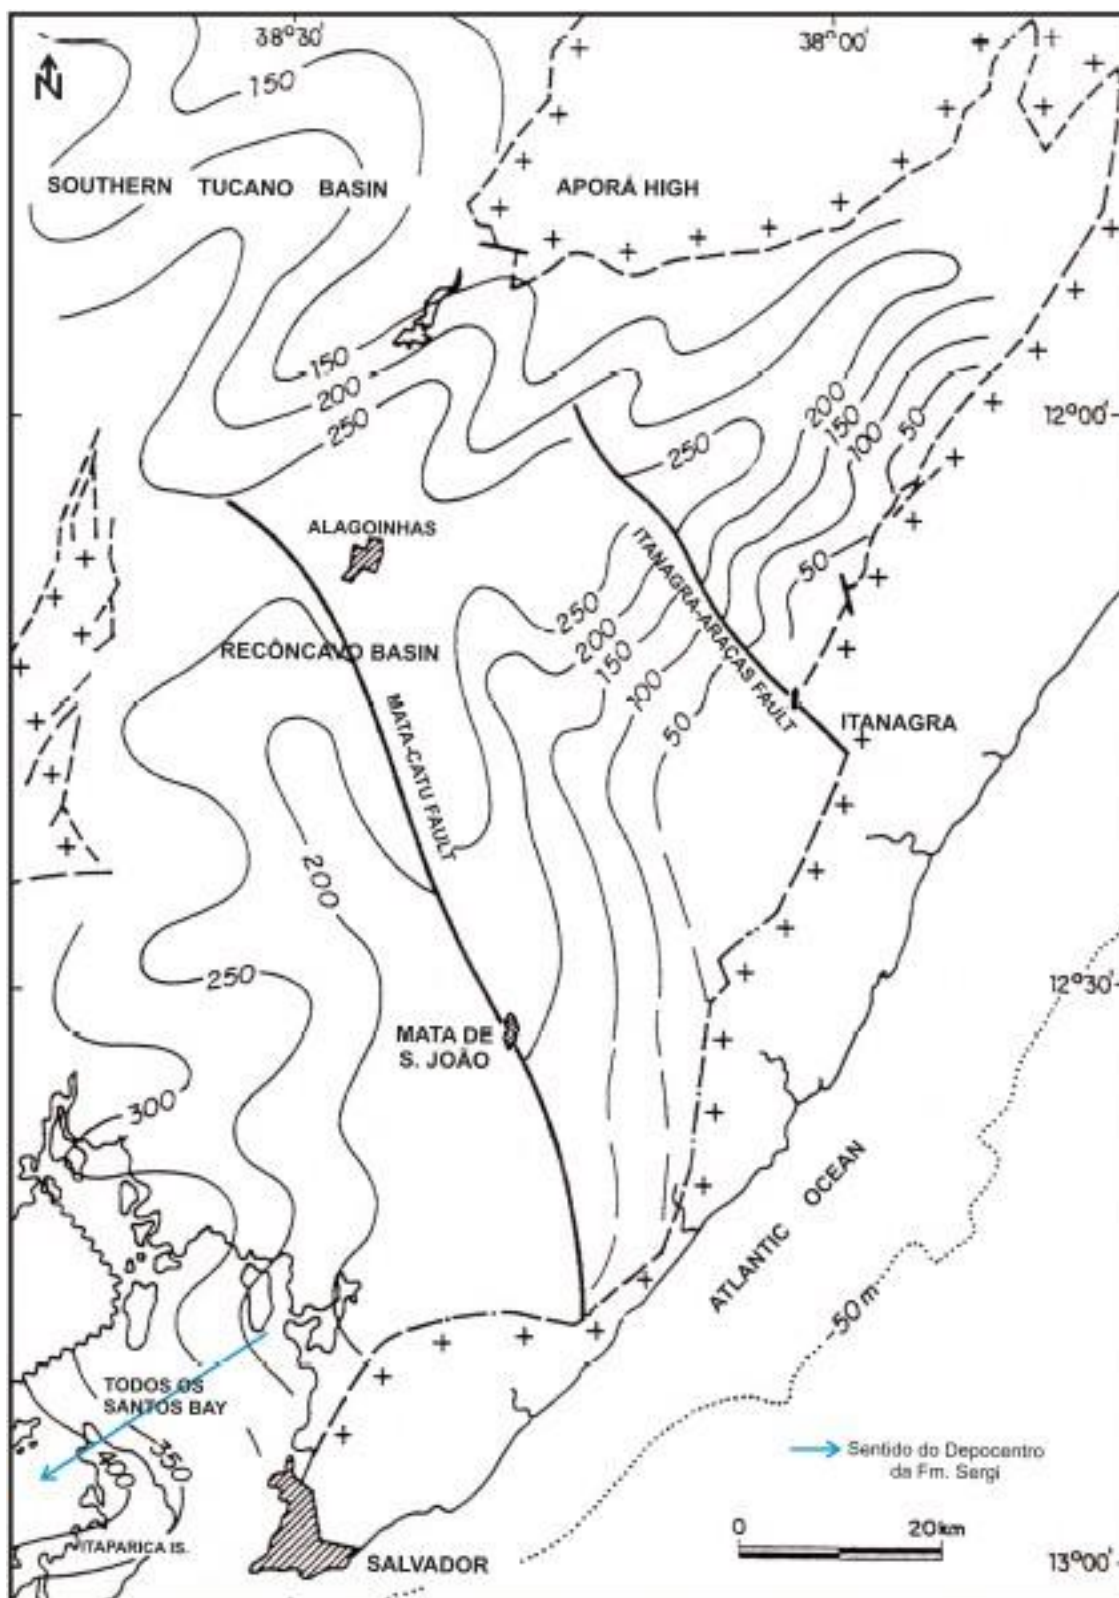 38°30'
38°00'
N
150
SOUTHERN TUCANO BASIN
APORÁ HIGH
150
200
250
200
150
100
50
12°00'
250
ALAGOINHAS
ITANAGRA-ARAÇAS FAULT
50
250
200
150
100
50
RECÔNCAVO BASIN
MATA-CATU FAULT
ITANAGRA
200
250
12°30'
MATA DE
S. JOÃO
300
ATLANTIC OCEAN
50m
TODOS OS
SANTOS BAY
350
400
Sentido do Depocentro
da Fm. Sergi
0 20km
ITAPARICA IS.
SALVADOR
13°00'